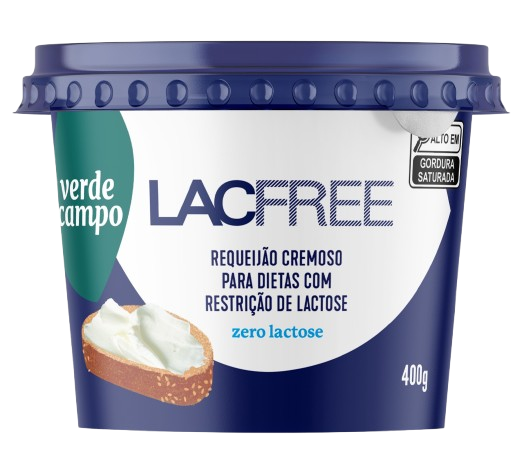 verde
campo
LACFREE
ALTO EM
GORDURA
SATURADA
REQUEIJÃO CREMOSO
PARA DIETAS COM
RESTRIÇÃO DE LACTOSE
zero lactose
400g